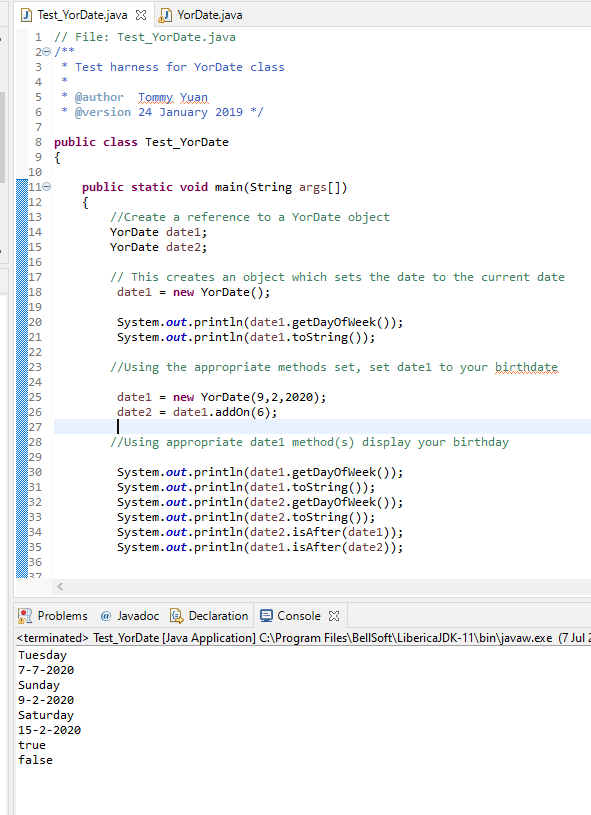 Test_YorDate.java YorDate.java
1 // File: Test_YorDate.java
2 /**
3 * Test harness for YorDate class
4 *
5 * @author Tommy Yuan
6 * @version 24 January 2019 */
7
8 public class Test_YorDate
9 {
10
11 public static void main(String args[])
12 {
13 //Create a reference to a YorDate object
14 YorDate date1;
15 YorDate date2;
16
17 // This creates an object which sets the date to the current date
18 date1 = new YorDate();
19
20 System.out.println(date1.getDayOfWeek());
21 System.out.println(date1.toString());
22
23 //Using the appropriate methods set, set date1 to your birthdate
24
25 date1 = new YorDate(9,2,2020);
26 date2 = date1.addOn(6);
27
28 //Using appropriate date1 method(s) display your birthday
29
30 System.out.println(date1.getDayOfWeek());
31 System.out.println(date1.toString());
32 System.out.println(date2.getDayOfWeek());
33 System.out.println(date2.toString());
34 System.out.println(date2.isAfter(date1));
35 System.out.println(date1.isAfter(date2));
36
37
Problems @ Javadoc Declaration Console
<terminated> Test_YorDate [Java Application] C:\Program Files\BellSoft\LibericaJDK-11\bin\javaw.exe (7 Jul
Tuesday
7-7-2020
Sunday
9-2-2020
Saturday
15-2-2020
true
false